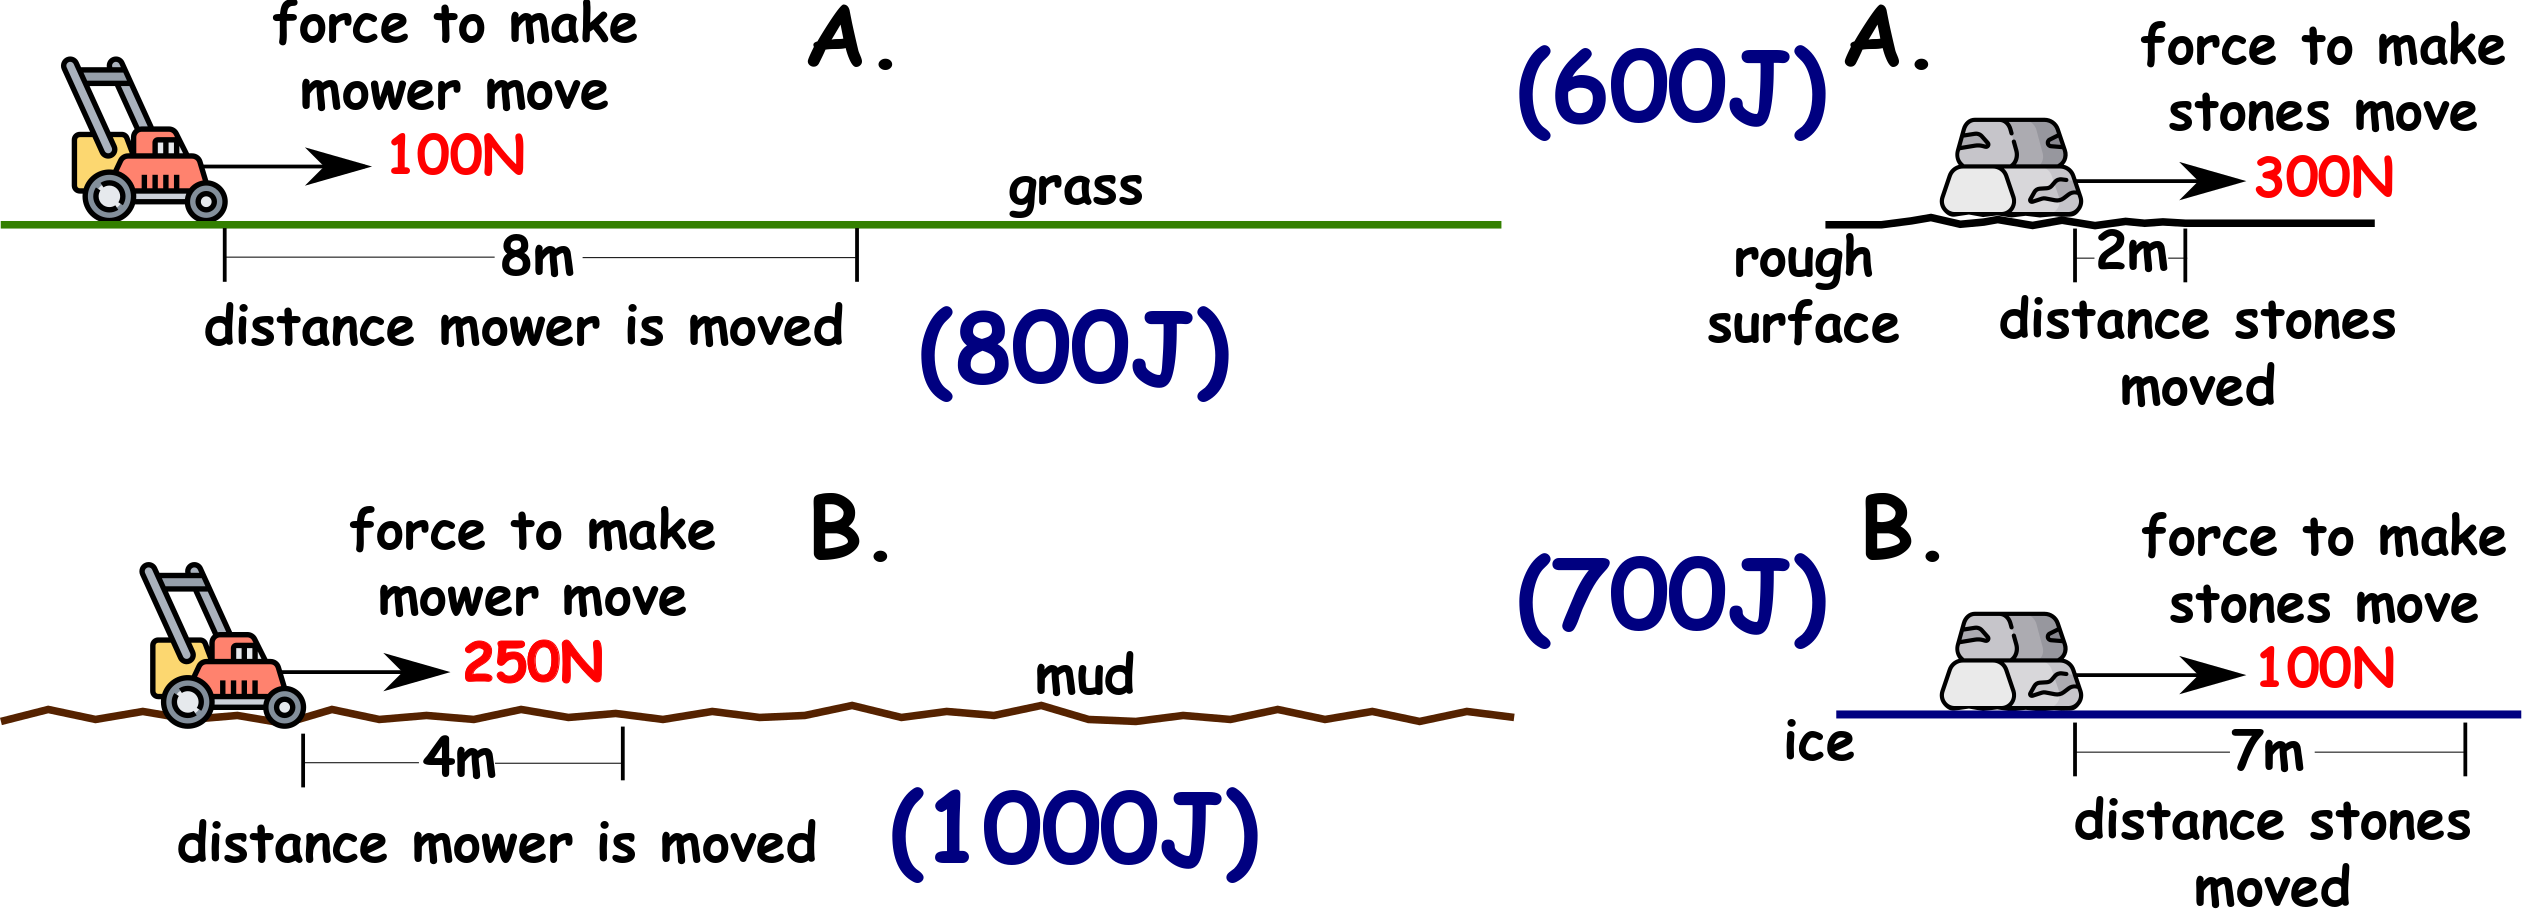 force to make
mower move
100N
A.
grass
8m
distance mower is moved
(800J)
(600J)
A.
force to make
stones move
300N
rough
surface
2m
distance stones
moved
force to make
mower move
250N
B.
mud
4m
distance mower is moved
(1000J)
(700J)
B.
force to make
stones move
100N
ice
7m
distance stones
moved